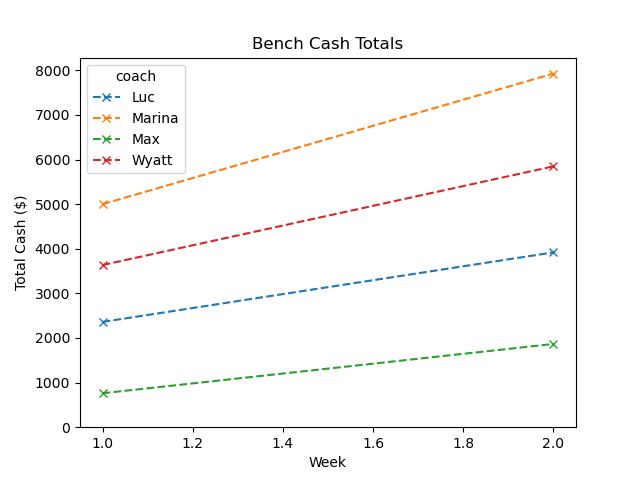 Bench Cash Totals
coach
Luc
Marina
Max
Wyatt
Total Cash ($)
8000
7000
6000
5000
4000
3000
2000
1000
0
1.0 1.2 1.4 1.6 1.8 2.0
Week